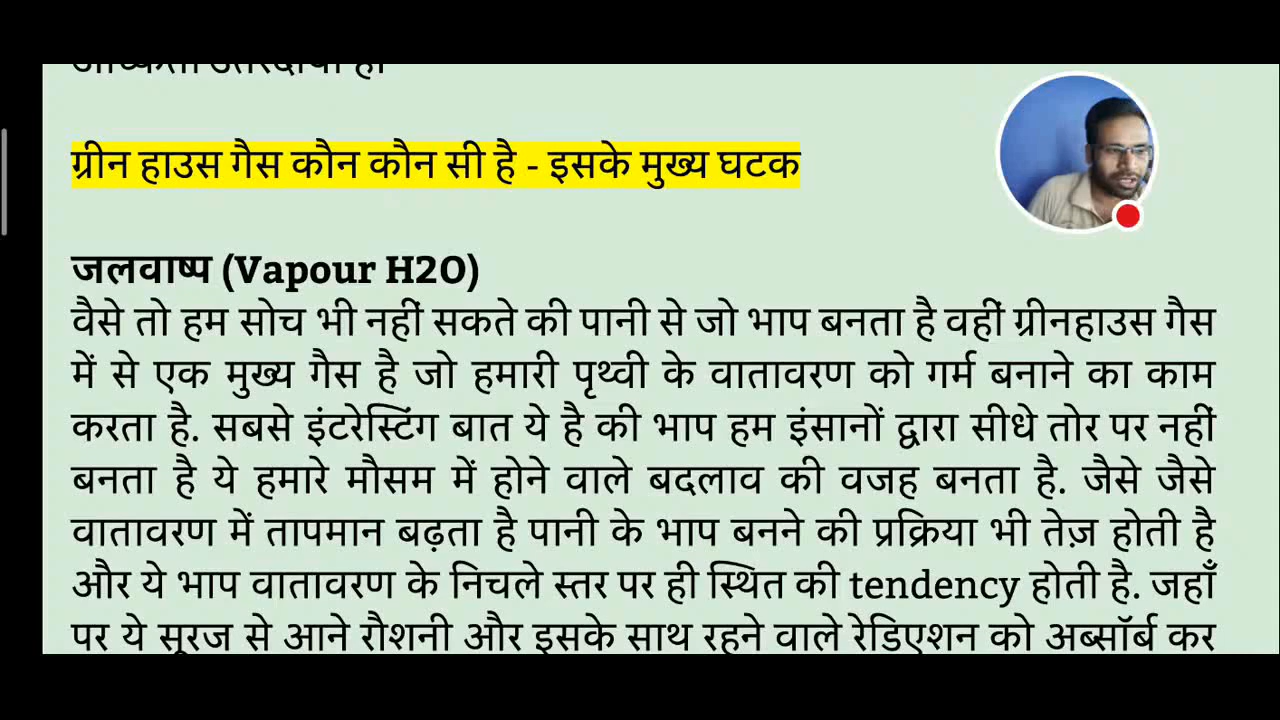 ग्रीन हाउस गैस कौन कौन सी है - इसके मुख्य घटक
जलवाष्प (Vapour H2O)
वैसे तो हम सोच भी नहीं सकते की पानी से जो भाप बनता है वहीं ग्रीनहाउस गैस
में से एक मुख्य गैस है जो हमारी पृथ्वी के वातावरण को गर्म बनाने का काम
करता है. सबसे इंटरेस्टिंग बात ये है की भाप हम इंसानों द्वारा सीधे तोर पर नहीं
बनता है ये हमारे मौसम में होने वाले बदलाव की वजह बनता है. जैसे जैसे
वातावरण में तापमान बढ़ता है पानी के भाप बनने की प्रक्रिया भी तेज़ होती है
और ये भाप वातावरण के निचले स्तर पर ही स्थित की tendency होती है. जहाँ
पर ये सूरज से आने रौशनी और इसके साथ रहने वाले रेडिएशन को अब्सॉर्ब कर